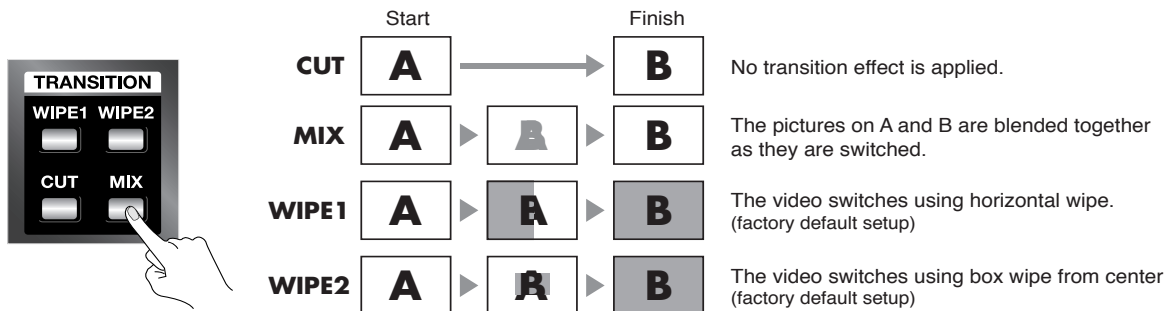 Start Finish
TRANSITION
WIPE1 WIPE2
CUT MIX
CUT A B No transition effect is applied.
MIX A B B The pictures on A and B are blended together
as they are switched.
WIPE1 A B A B The video switches using horizontal wipe.
(factory default setup)
WIPE2 A B B The video switches using box wipe from center
(factory default setup)